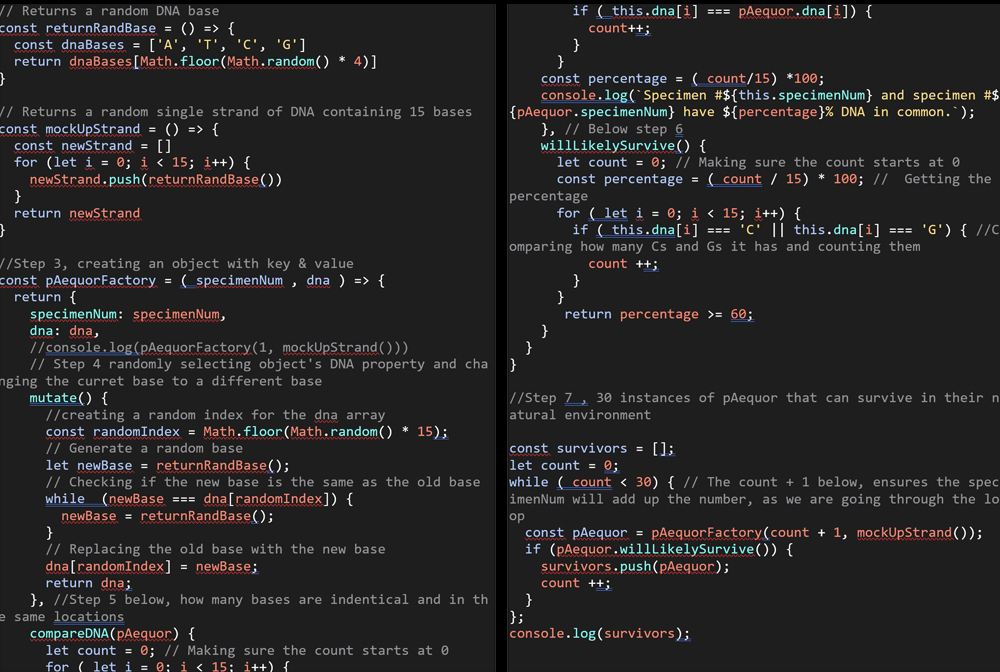 // Returns a random DNA base
const returnRandBase = () => {
  const dnaBases = ['A', 'T', 'C', 'G']
  return dnaBases[Math.floor(Math.random() * 4)]
}

// Returns a random single strand of DNA containing 15 bases
const mockUpStrand = () => {
  const newStrand = []
  for (let i = 0; i < 15; i++) {
    newStrand.push(returnRandBase())
  }
  return newStrand
}

//Step 3, creating an object with key & value
const pAequorFactory = ( specimenNum , dna ) => {
  return {
    specimenNum: specimenNum,
    dna: dna,
    //console.log(pAequorFactory(1, mockUpStrand()))
    // Step 4 randomly selecting object's DNA property and cha
nging the curret base to a different base
    mutate() {
      //creating a random index for the dna array
      const randomIndex = Math.floor(Math.random() * 15);
      // Generate a random base
      let newBase = returnRandBase();
      // Checking if the new base is the same as the old base
      while  (newBase === dna[randomIndex]) {
        newBase = returnRandBase();
      }
      // Replacing the old base with the new base
      dna[randomIndex] = newBase;
      return dna;
    }, //Step 5 below, how many bases are indentical and in th
e same locations
    compareDNA(pAequor) {
      let count = 0; // Making sure the count starts at 0
      for ( let i = 0; i < 15; i++) {
        if ( this.dna[i] === pAequor.dna[i]) {
          count++;
        }
      }
    const percentage = ( count/15) *100;
    console.log(`Specimen #${this.specimenNum} and specimen #$
{pAequor.specimenNum} have ${percentage}% DNA in common.`);
    }, // Below step 6
    willLikelySurvive() {
      let count = 0; // Making sure the count starts at 0
      const percentage = ( count / 15) * 100; //  Getting the
percentage
      for ( let i = 0; i < 15; i++) {
        if ( this.dna[i] === 'C' || this.dna[i] === 'G') { //C
omparing how many Cs and Gs it has and counting them
          count ++;
        }
      }
       return percentage >= 60;
    }
  }
}

//Step 7 , 30 instances of pAequor that can survive in their n
atural environment

const survivors = [];
let count = 0;
while ( count < 30) { // The count + 1 below, ensures the spec
imenNum will add up the number, as we are going through the lo
op
  const pAequor = pAequorFactory(count + 1, mockUpStrand());
  if (pAequor.willLikelySurvive()) {
    survivors.push(pAequor);
    count ++;
  }
};
console.log(survivors);